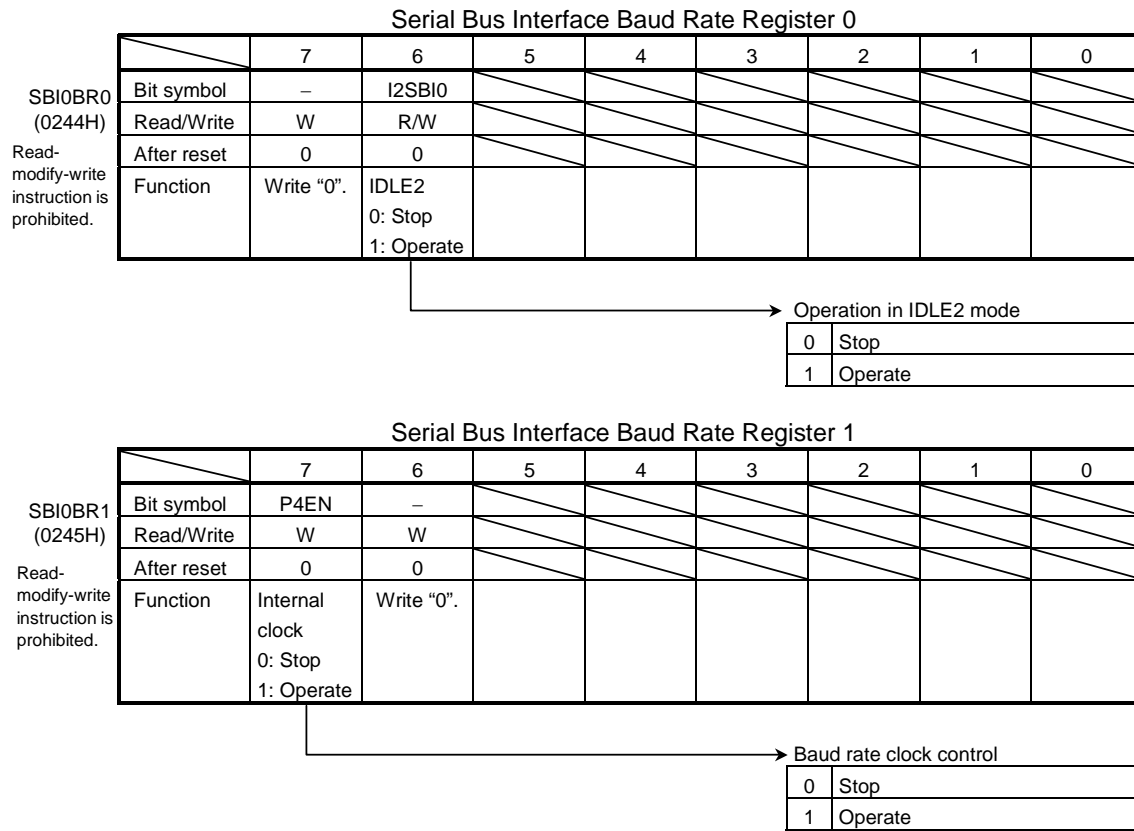 Serial Bus Interface Baud Rate Register 0
7 6 5 4 3 2 1 0
SBI0BR0
(0244H)
Read-
modify-write
instruction is
prohibited.
Bit symbol − I2SBI0
Read/Write W R/W
After reset 0 0
Function Write “0”. IDLE2
0: Stop
1: Operate
Operation in IDLE2 mode
0 Stop
1 Operate
Serial Bus Interface Baud Rate Register 1
7 6 5 4 3 2 1 0
SBI0BR1
(0245H)
Read-
modify-write
instruction is
prohibited.
Bit symbol P4EN −
Read/Write W W
After reset 0 0
Function Internal Write “0”.
clock
0: Stop
1: Operate
Baud rate clock control
0 Stop
1 Operate